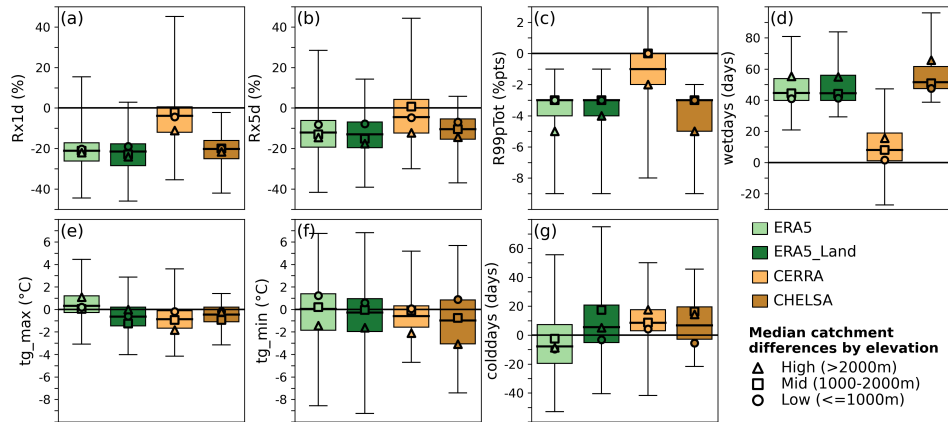 (a)
(b)
(c)
(d)
Rx1d (%)
40
20
0
−20
−40
Rx5d (%)
40
20
0
−20
−40
R99pTot (%pts)
2
0
−2
−4
−6
−8
wetdays (days)
80
60
40
20
0
−20
(e)
(f)
(g)
tg_max (°C)
6
4
2
0
−2
−4
−6
−8
tg_min (°C)
6
4
2
0
−2
−4
−6
−8
colddays (days)
60
40
20
0
−20
−40
ERA5
ERA5_Land
CERRA
CHELSA
Median catchment
differences by elevation
High (>2000m)
Mid (1000-2000m)
Low (<=1000m)